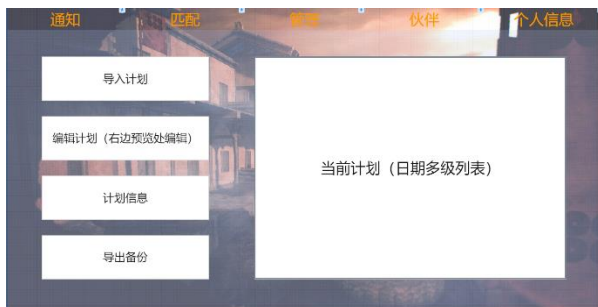 通知
匹配
管理
伙伴
个人信息
导入计划
编辑计划（右边预览处编辑）
计划信息
导出备份
当前计划（日期多级列表）